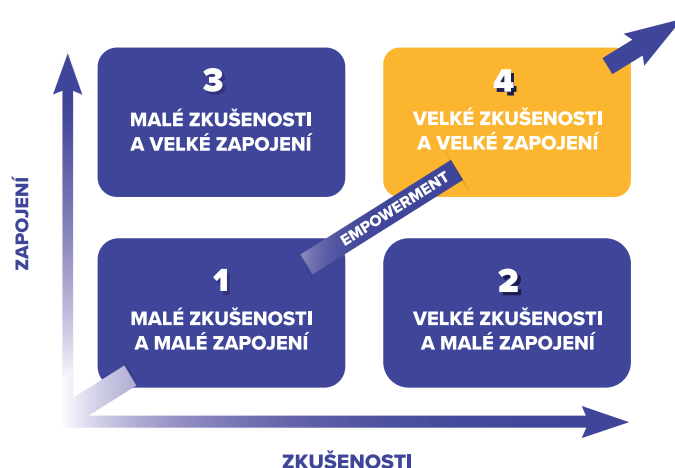 3
MALÉ ZKUŠENOSTI
A VELKÉ ZAPOJENÍ
4
VELKÉ ZKUŠENOSTI
A VELKÉ ZAPOJENÍ
ZAPOJENÍ
EMPOWERMENT
1
MALÉ ZKUŠENOSTI
A MALÉ ZAPOJENÍ
2
VELKÉ ZKUŠENOSTI
A MALÉ ZAPOJENÍ
ZKUŠENOSTI